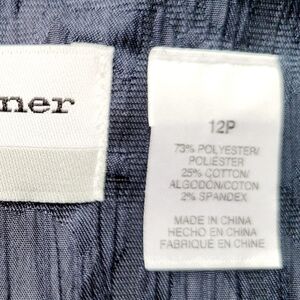 ner
12P
73% POLYESTER/
POLIÉSTER
25% COTTON/
ALGODÓN/COTON
2% SPANDEX
MADE IN CHINA
HECHO EN CHINA
FABRIQUÉ EN CHINE